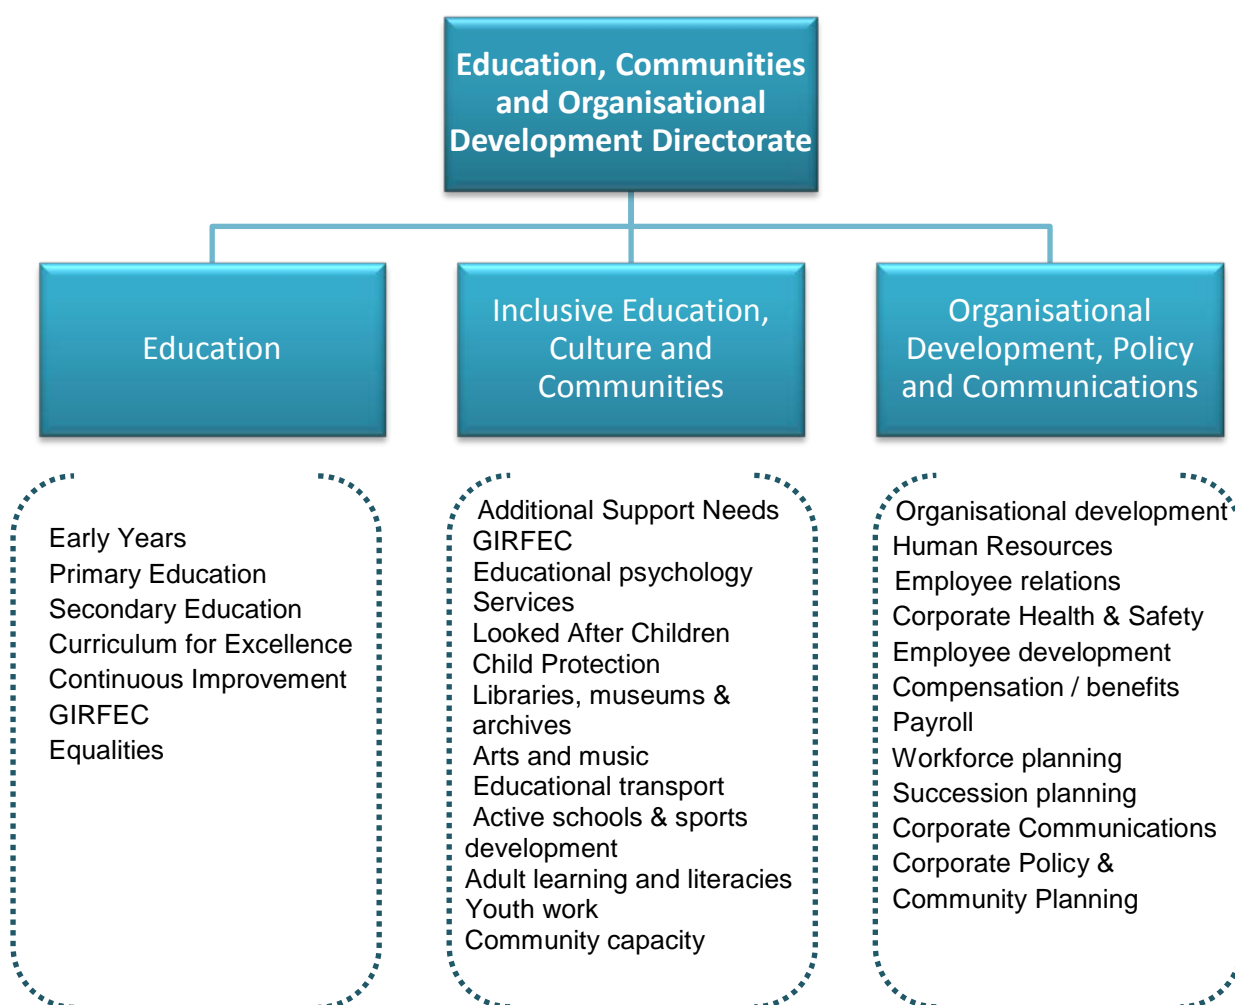 Education, Communities
and Organisational
Development Directorate
Education
Inclusive Education,
Culture and
Communities
Organisational
Development, Policy
and Communications
Early Years
Primary Education
Secondary Education
Curriculum for Excellence
Continuous Improvement
GIRFEC
Equalities
Additional Support Needs
GIRFEC
Educational psychology
Services
Looked After Children
Child Protection
Libraries, museums &
archives
Arts and music
Educational transport
Active schools & sports
development
Adult learning and literacies
Youth work
Community capacity
Organisational development
Human Resources
Employee relations
Corporate Health & Safety
Employee development
Compensation / benefits
Payroll
Workforce planning
Succession planning
Corporate Communications
Corporate Policy &
Community Planning